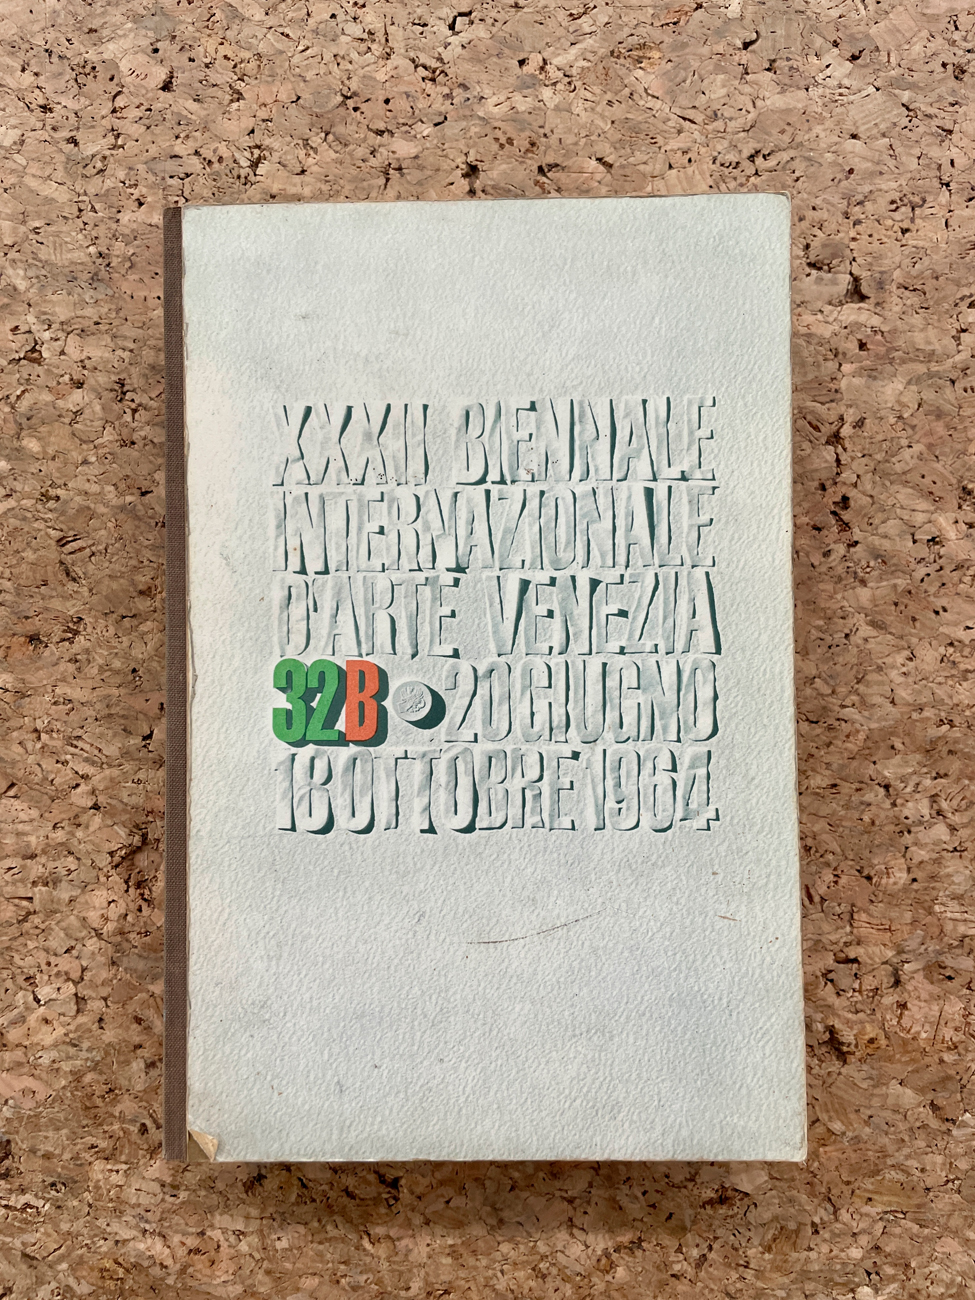 XXXII BIENNALE
INTERNAZIONALE
D'ARTE VENEZIA
32B 20 GIUGNO
18 OTTOBRE 1964